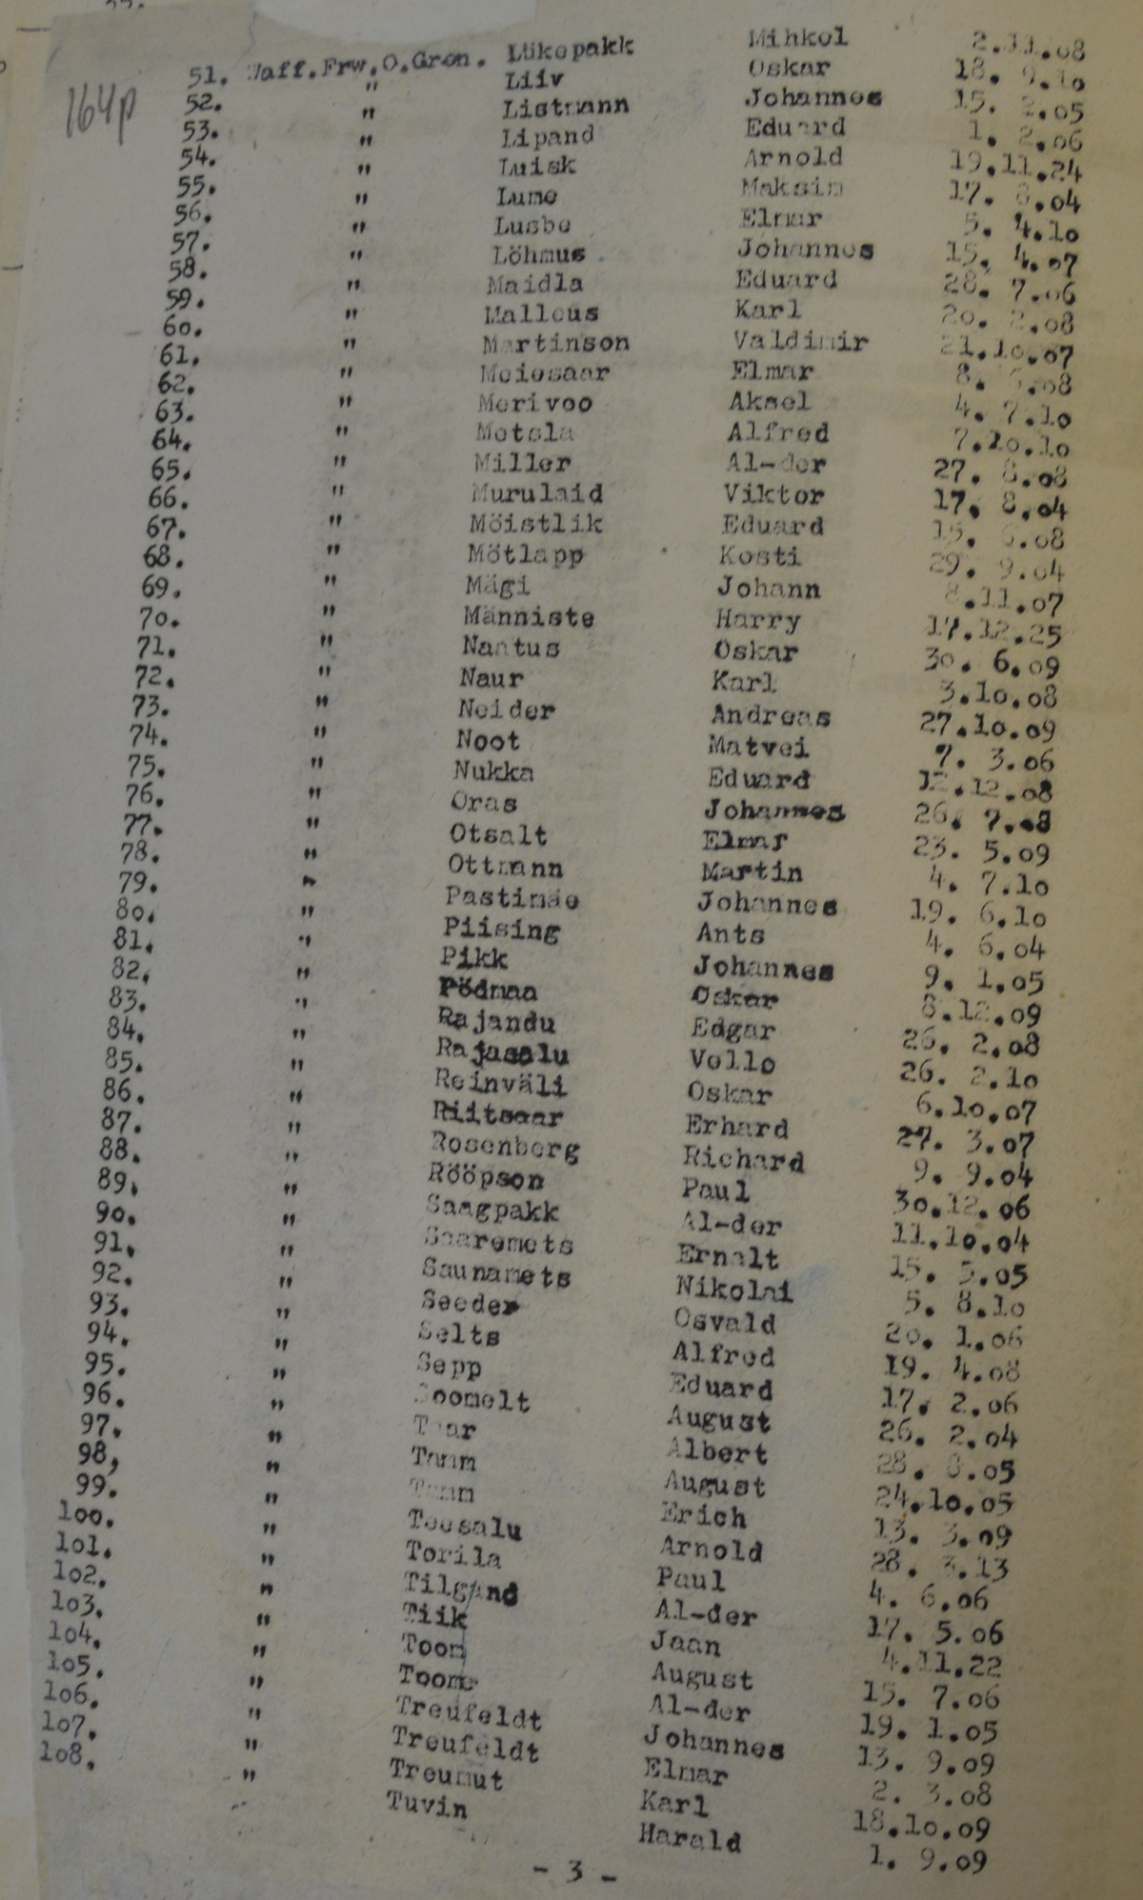 164p
51. Waff.Frw.O.Gren. Lükepakk Mihkel 2.11.08
52. " Liiv Oskar 18. 9.10
53. " Listmann Johannes 15. 2.05
54. " Lipand Eduard 1. 2.06
55. " Luisk Arnold 19.11.24
56. " Lume Maksim 17. 8.04
57. " Lusbo Elmar 5. 4.10
58. " Löhmus Johannes 15. 4.07
59. " Maidla Eduard 28. 7.06
60. " Malleus Karl 20. 2.08
61. " Martinson Valdimir 21.10.07
62. " Meiesaar Elmar 8. 6.08
63. " Merivoo Aksel 4. 7.10
64. " Metsla Alfred 7.10.10
65. " Miller Al-der 27. 8.08
66. " Murulaid Viktor 17. 8.04
67. " Möistlik Eduard 15. 6.08
68. " Mötlapp Kosti 29. 9.04
69. " Mägi Johann 8.11.07
70. " Männiste Harry 17.12.25
71. " Naatus Oskar 30. 6.09
72. " Naur Karl 3.10.08
73. " Neider Andreas 27.10.09
74. " Noot Matvei 7. 3.06
75. " Nukka Eduard 12.12.08
76. " Oras Johannes 26. 7.08
77. " Otsalt Elmar 23. 5.09
78. " Ottmann Martin 4. 7.10
79. " Pastimäe Johannes 19. 6.10
80. " Piising Ants 4. 6.04
81. " Pikk Johannes 9. 1.05
82. " Pödmaa Oskar 8.12.09
83. " Rajandu Edgar 26. 2.08
84. " Rajasalu Vello 26. 2.10
85. " Reinväli Oskar 6.10.07
86. " Riitsaar Erhard 27. 3.07
87. " Rosenberg Richard 9. 9.04
88. " Rööpson Paul 30.12.06
89. " Saagpakk Al-der 11.10.04
90. " Saaremets Ernalt 15. 5.05
91. " Saunamets Nikolai 5. 8.10
92. " Seeder Osvald 20. 1.06
93. " Selts Alfred 19. 4.08
94. " Sepp Eduard 17. 2.06
95. " Soomelt August 26. 2.04
96. " Taar Albert 28. 8.05
97. " Tamm August 24.10.05
98. " Tamm Erich 13. 3.09
99. " Teesalu Arnold 28. 3.13
100. " Torila Paul 4. 6.06
101. " Tilgand Al-der 17. 5.06
102. " Tiik Jaan 4.11.22
103. " Toom August 15. 7.06
104. " Toome Al-der 19. 1.05
105. " Treufeldt Johannes 13. 9.09
106. " Treufeldt Elmar 2. 3.08
107. " Treumut Karl 18.10.09
108. " Tuvin Harald 1. 9.09
- 3 -